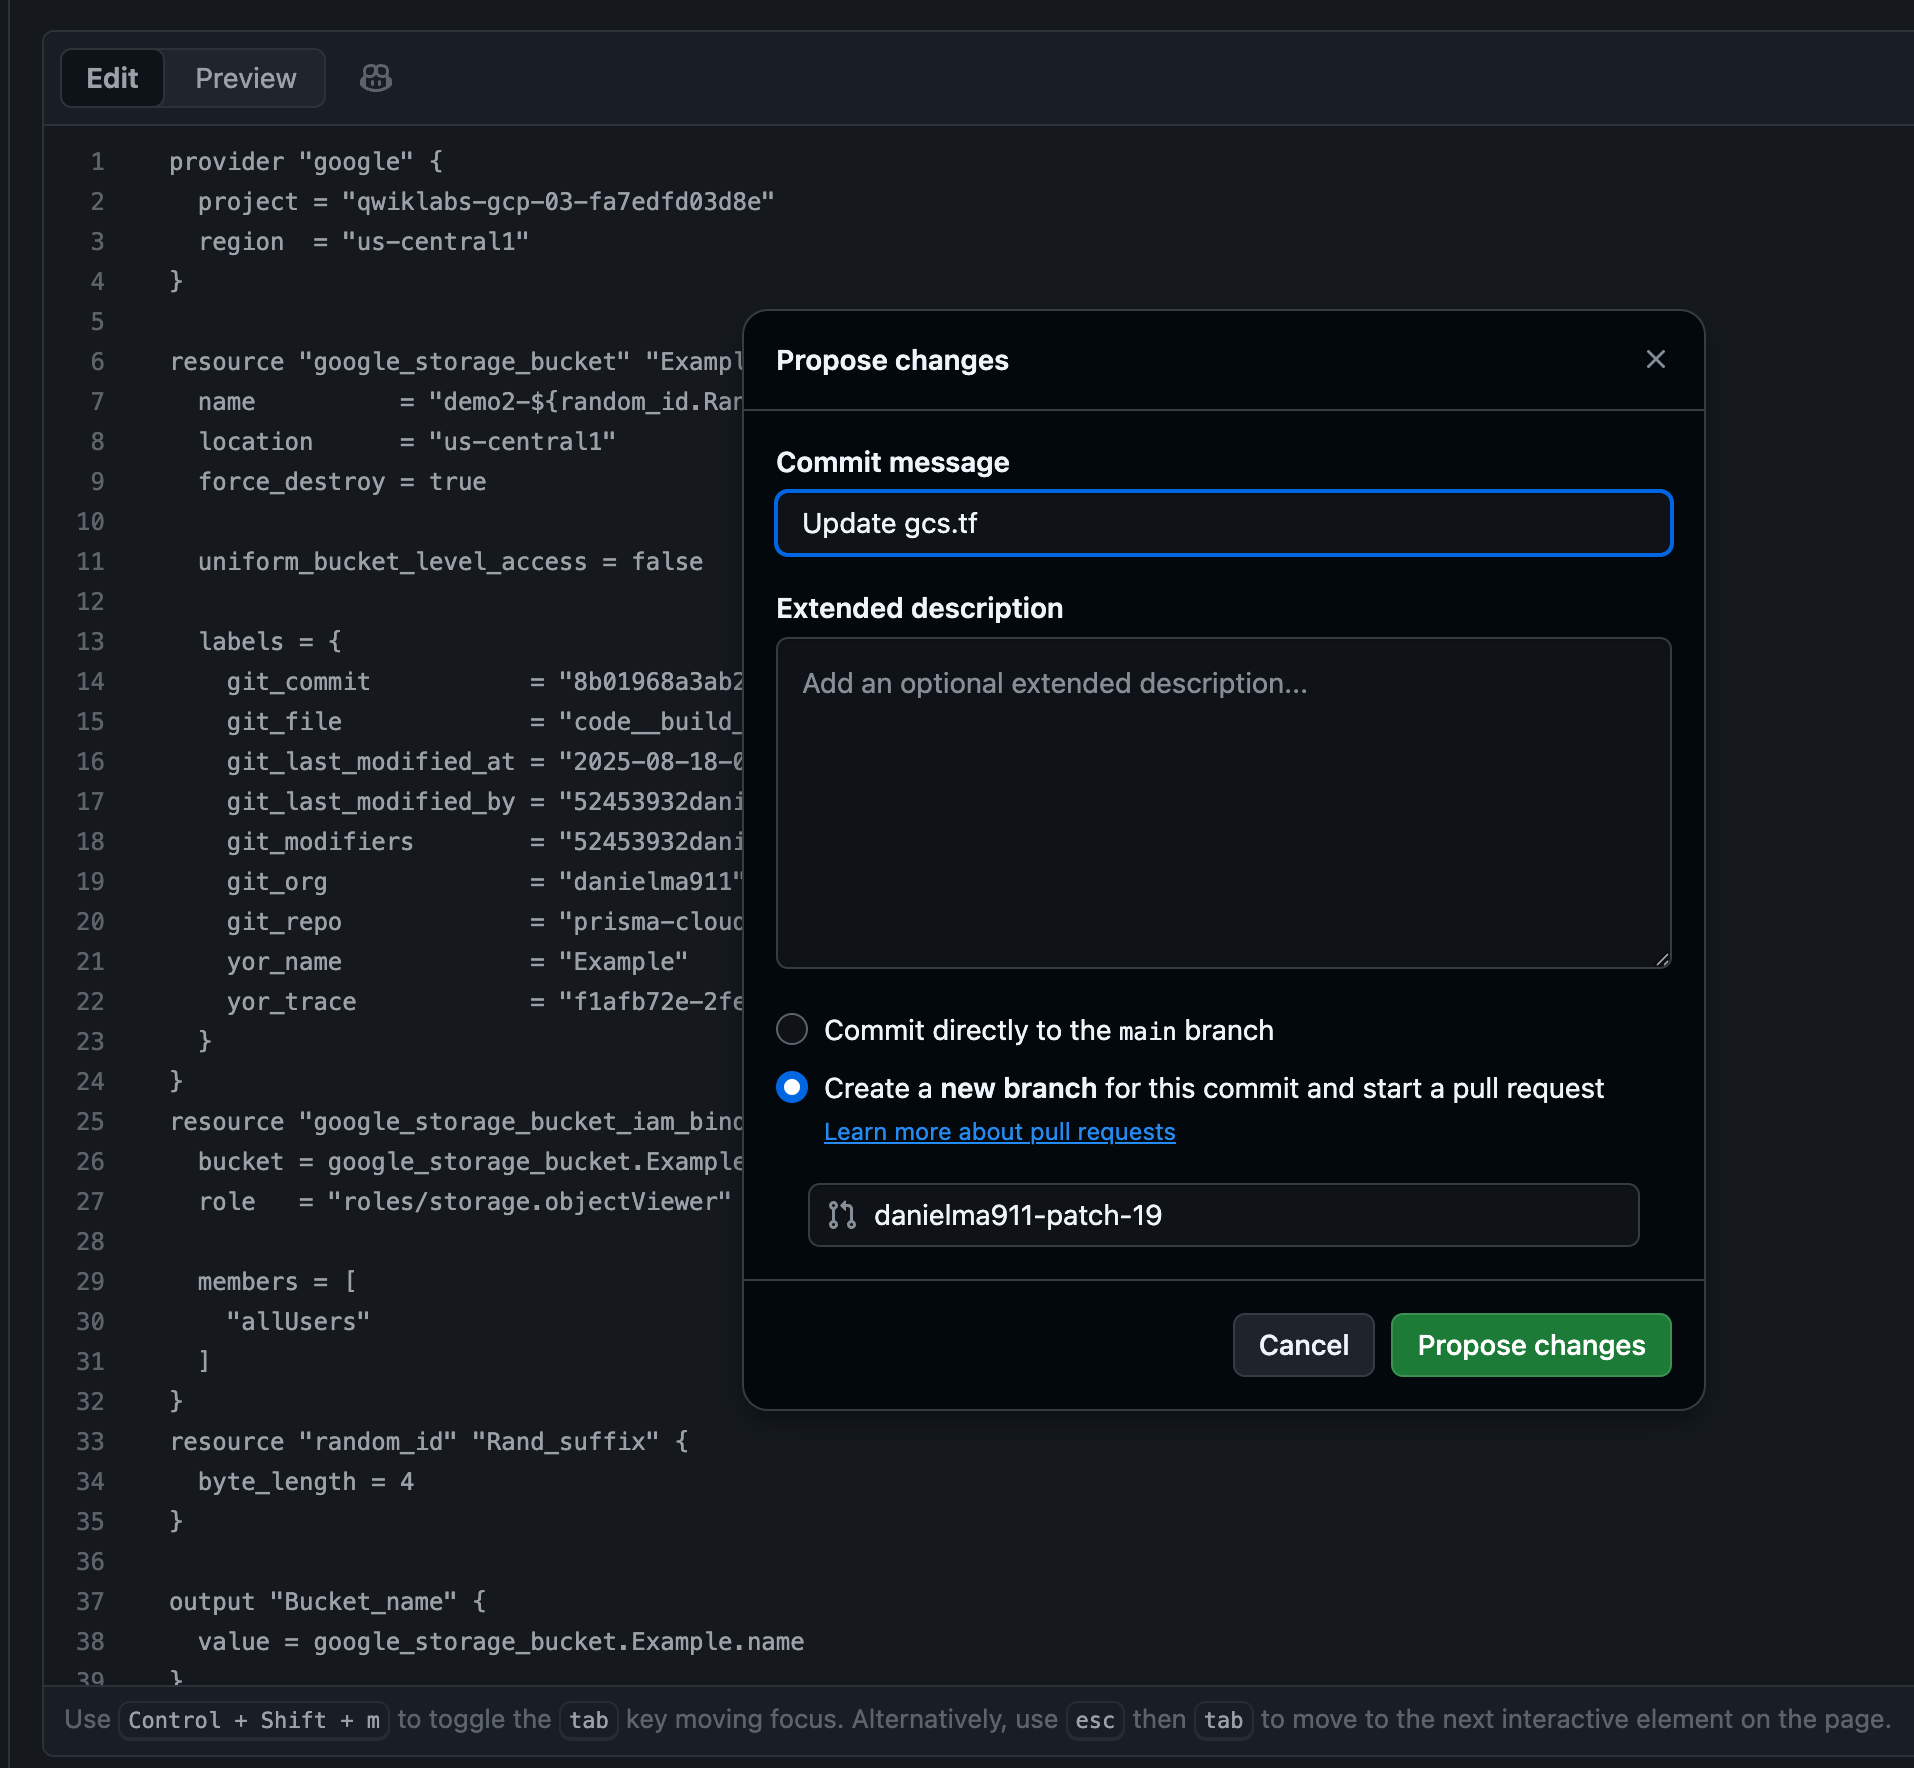 Edit Preview
1 provider "google" {
2   project = "qwiklabs-gcp-03-fa7edfd03d8e"
3   region  = "us-central1"
4 }
5
6 resource "google_storage_bucket" "Exampl
7   name          = "demo2-${random_id.Ran
8   location      = "us-central1"
9   force_destroy = true
10
11   uniform_bucket_level_access = false
12
13   labels = {
14     git_commit           = "8b01968a3ab2
15     git_file             = "code__build_
16     git_last_modified_at = "2025-08-18-0
17     git_last_modified_by = "52453932dani
18     git_modifiers        = "52453932dani
19     git_org              = "danielma911"
20     git_repo             = "prisma-cloud
21     yor_name             = "Example"
22     yor_trace            = "f1afb72e-2fe
23   }
24 }
25 resource "google_storage_bucket_iam_bind
26   bucket = google_storage_bucket.Example
27   role   = "roles/storage.objectViewer"
28
29   members = [
30     "allUsers"
31   ]
32 }
33 resource "random_id" "Rand_suffix" {
34   byte_length = 4
35 }
36
37 output "Bucket_name" {
38   value = google_storage_bucket.Example.name
39 }
Propose changes
Commit message
Update gcs.tf
Extended description
Add an optional extended description...
Commit directly to the main branch
Create a new branch for this commit and start a pull request
Learn more about pull requests
danielma911-patch-19
Cancel Propose changes
Use Control + Shift + m to toggle the tab key moving focus. Alternatively, use esc then tab to move to the next interactive element on the page.